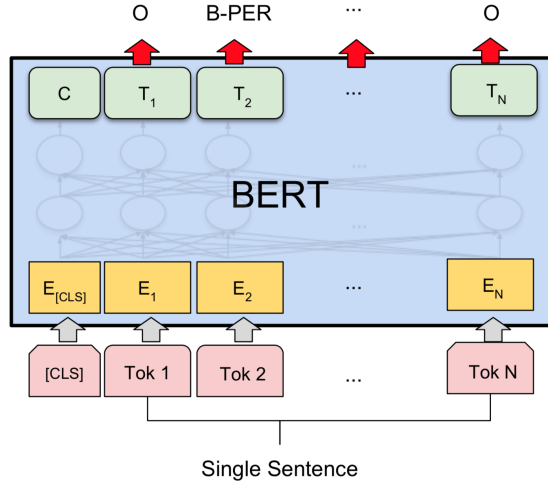 O B-PER ... O
C T1 T2 ... TN
...
BERT
...
E[CLS] E1 E2 ... EN
[CLS] Tok 1 Tok 2 ... Tok N
Single Sentence